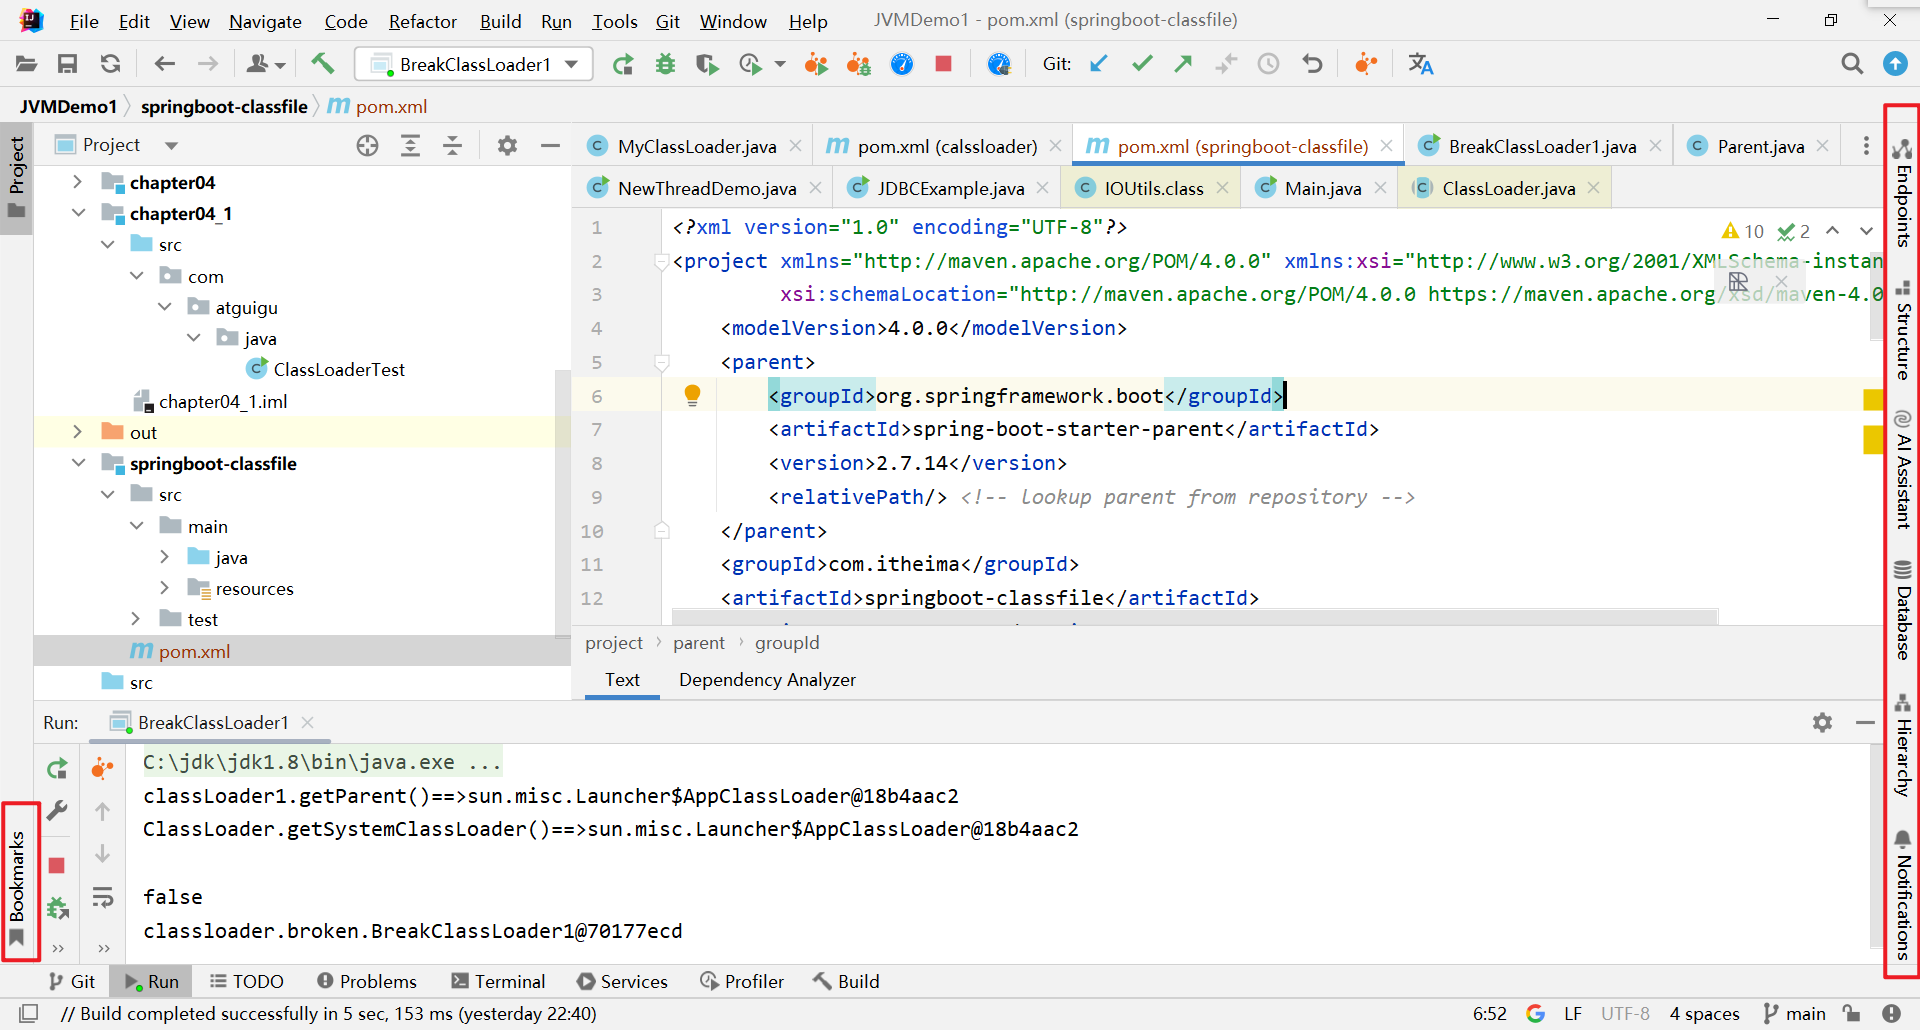 File Edit View Navigate Code Refactor Build Run Tools Git Window Help JVMDemo1 - pom.xml (springboot-classfile)
BreakClassLoader1 Git:
JVMDemo1 springboot-classfile m pom.xml
Project
Project
chapter04
chapter04_1
src
com
atguigu
java
ClassLoaderTest
chapter04_1.iml
out
springboot-classfile
src
main
java
resources
test
m pom.xml
src
MyClassLoader.java m pom.xml (calssloader) m pom.xml (springboot-classfile) BreakClassLoader1.java Parent.java
NewThreadDemo.java JDBCExample.java IOUtils.class Main.java ClassLoader.java
10 2
1 <?xml version="1.0" encoding="UTF-8"?>
2 <project xmlns="http://maven.apache.org/POM/4.0.0" xmlns:xsi="http://www.w3.org/2001/XMLSchema-instan
3 xsi:schemaLocation="http://maven.apache.org/POM/4.0.0 https://maven.apache.org/xsd/maven-4.0
4 <modelVersion>4.0.0</modelVersion>
5 <parent>
6 <groupId>org.springframework.boot</groupId>
7 <artifactId>spring-boot-starter-parent</artifactId>
8 <version>2.7.14</version>
9 <relativePath/> <!-- lookup parent from repository -->
10 </parent>
11 <groupId>com.itheima</groupId>
12 <artifactId>springboot-classfile</artifactId>
project parent groupId
Text Dependency Analyzer
Endpoints
Structure
AI Assistant
Database
Hierarchy
Notifications
Run: BreakClassLoader1
C:\jdk\jdk1.8\bin\java.exe ...
classLoader1.getParent()==>sun.misc.Launcher$AppClassLoader@18b4aac2
ClassLoader.getSystemClassLoader()==>sun.misc.Launcher$AppClassLoader@18b4aac2
false
classloader.broken.BreakClassLoader1@70177ecd
Bookmarks
Git Run TODO Problems Terminal Services Profiler Build
// Build completed successfully in 5 sec, 153 ms (yesterday 22:40) 6:52 LF UTF-8 4 spaces main